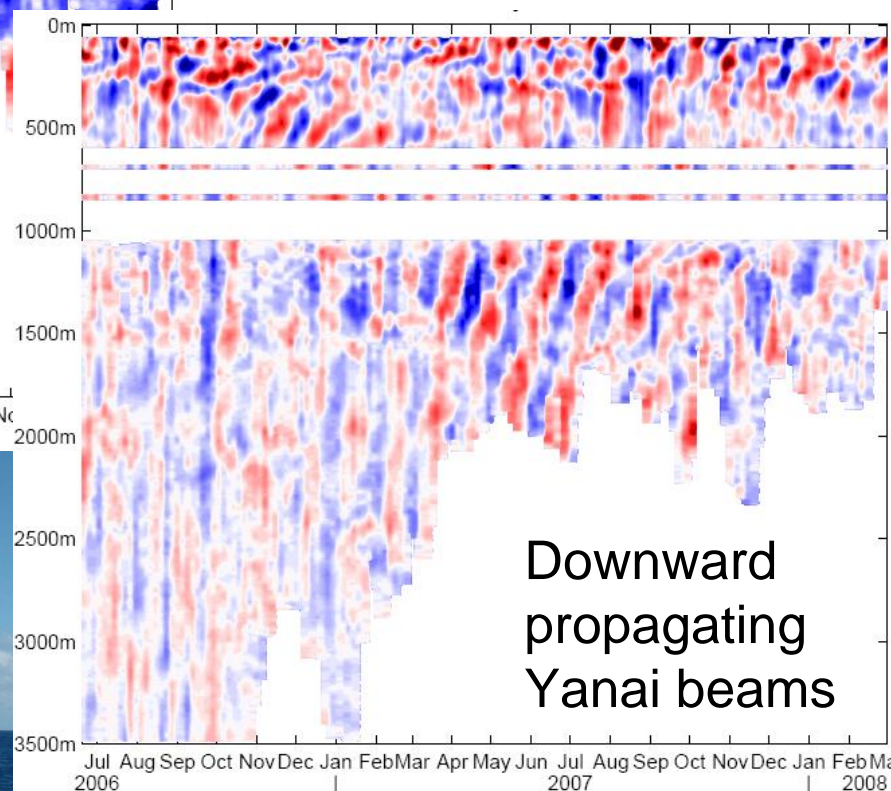 0m
500m
1000m
1500m
2000m
2500m
3000m
3500m
Downward
propagating
Yanai beams
Jul Aug Sep Oct Nov Dec Jan Feb Mar Apr May Jun Jul Aug Sep Oct Nov Dec Jan Feb
2006 2007 2008